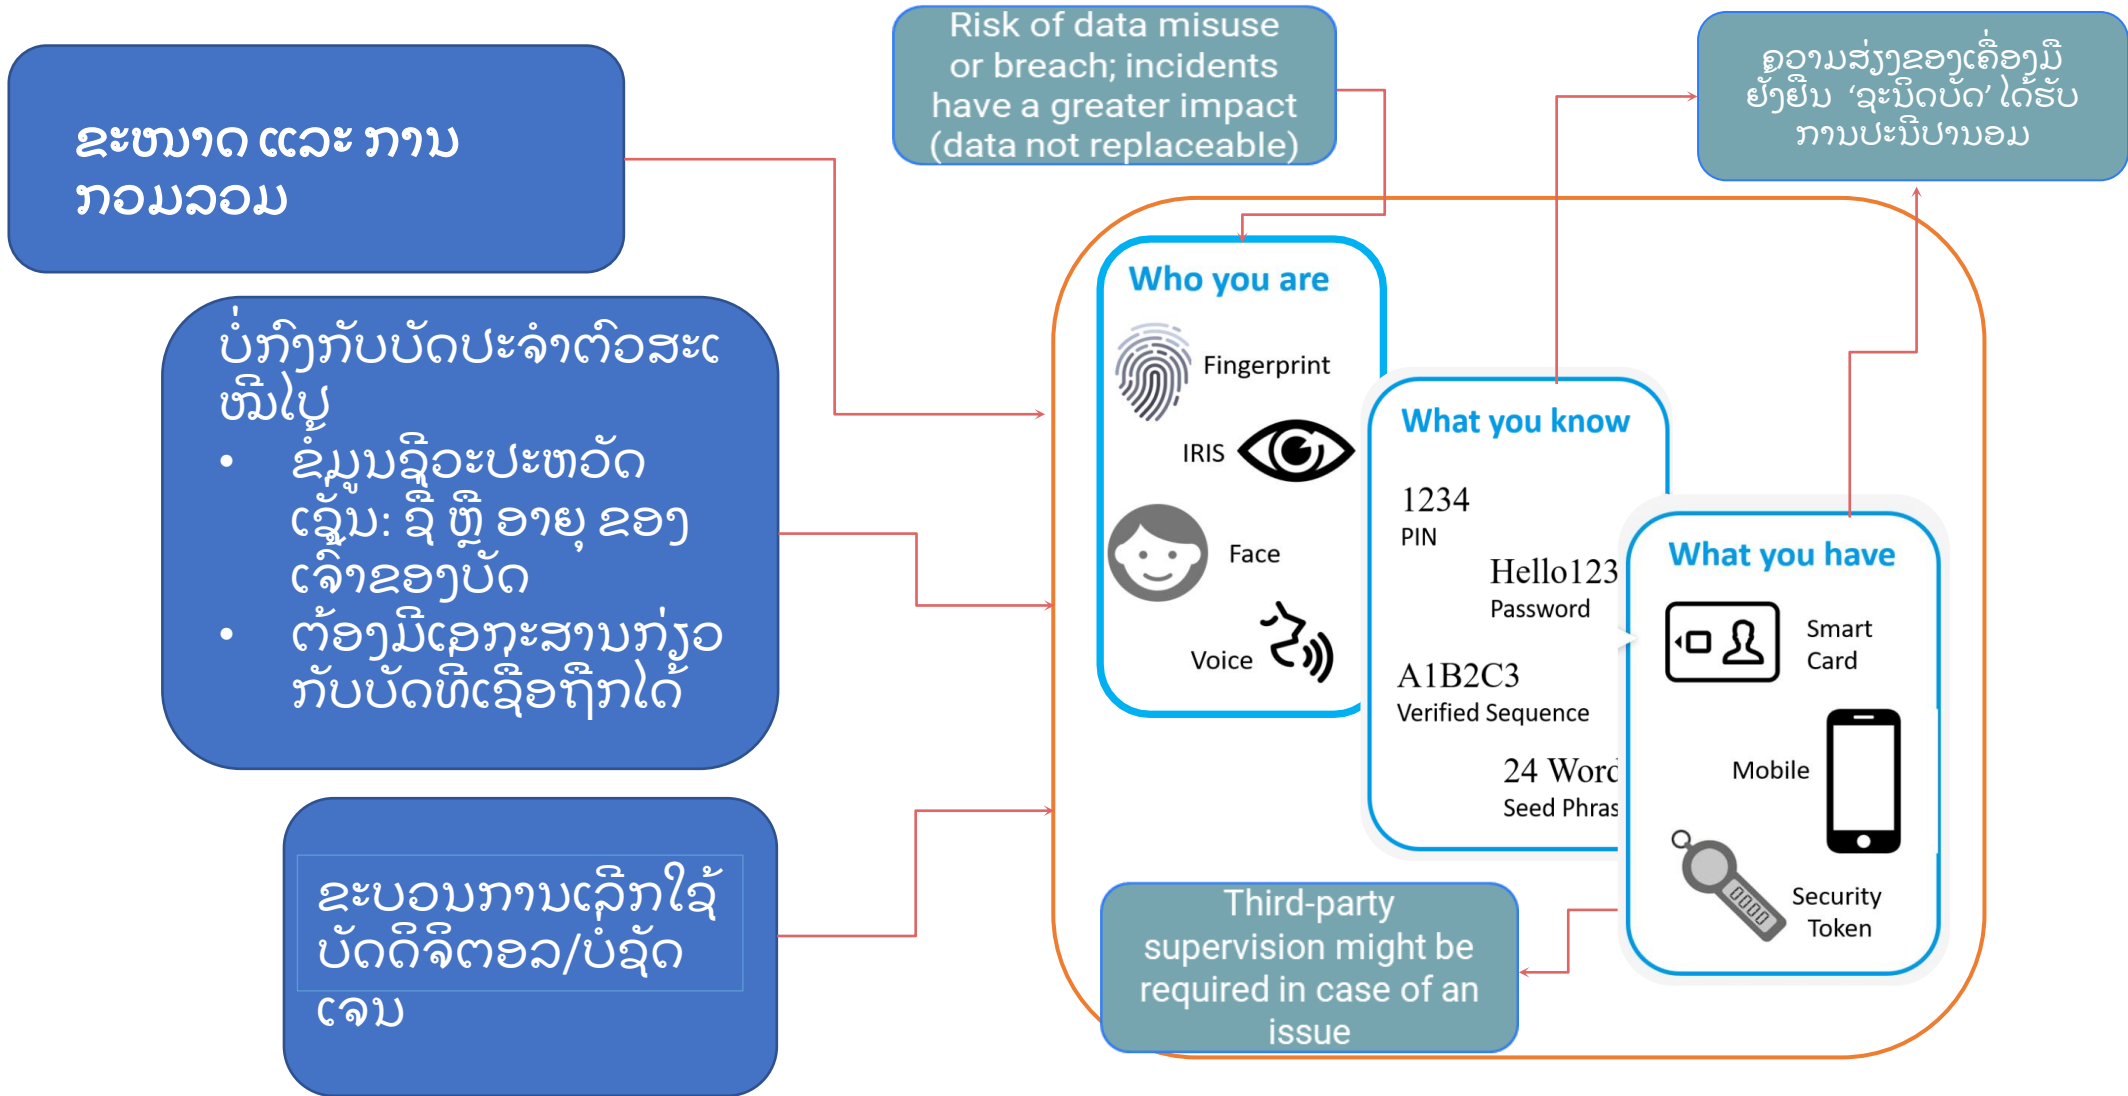 ຂະໜາດ ແລະ ການ
ກວມລວມ
ບໍ່ກົງກັບບັດປະຈຳຕົວສະເ
ໝີໄປ
• ຂໍ້ມູນຊີວະປະຫວັດ
ເຊັ່ນ: ຊື່ ຫຼື ອາຍຸ ຂອງ
ເຈົ້າຂອງບັດ
• ຕ້ອງມີເອກະສານກ່ຽວ
ກັບບັດທີ່ເຊື່ອຖືກໄດ້
ຂະບວນການເລີກໃຊ້
ບັດດິຈິຕອລ/ບໍ່ຊັດ
ເຈນ
Risk of data misuse
or breach; incidents
have a greater impact
(data not replaceable)
ຄວາມສ່ຽງຂອງເຄື່ອງມື
ຢັ້ງຢືນ ‘ຊະນິດບັດ’ ໄດ້ຮັບ
ການປະນີປານອມ
Who you are
Fingerprint
IRIS
Face
Voice
What you know
1234
PIN
Hello123
Password
A1B2C3
Verified Sequence
24 Word
Seed Phras
What you have
Smart
Card
Mobile
0000
Security
Token
Third-party
supervision might be
required in case of an
issue